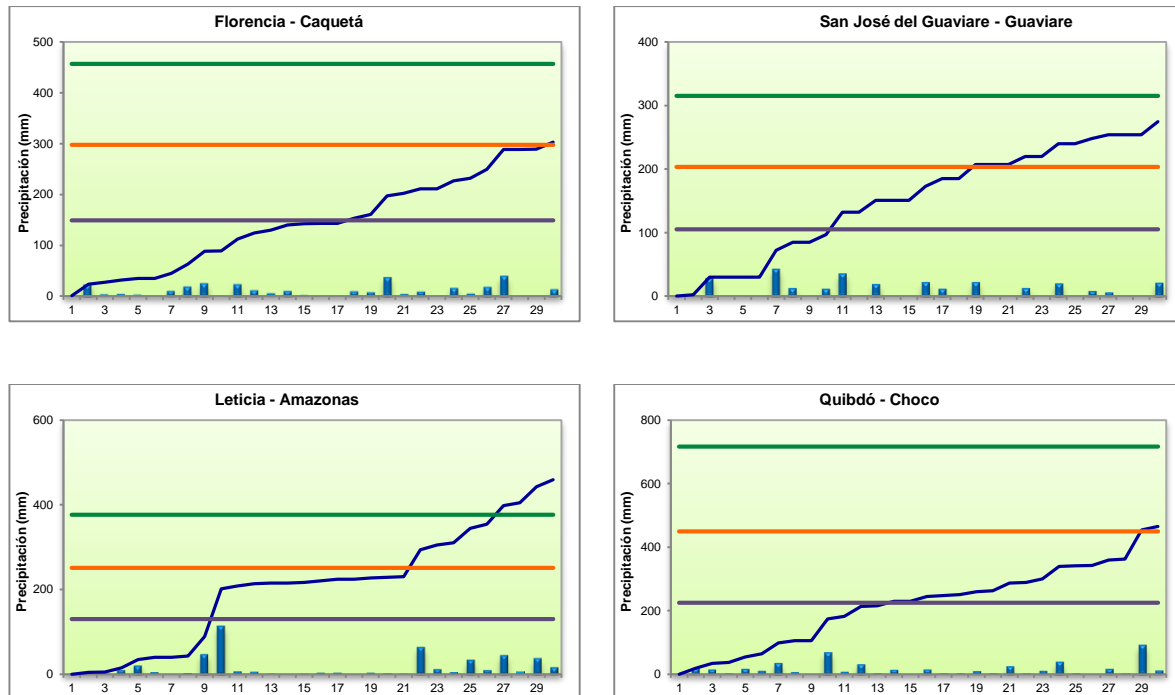 Florencia - Caquetá
500
400
300
200
100
0
Precipitación (mm)
1 3 5 7 9 11 13 15 17 19 21 23 25 27 29
San José del Guaviare - Guaviare
400
300
200
100
0
Precipitación (mm)
1 3 5 7 9 11 13 15 17 19 21 23 25 27 29
Leticia - Amazonas
600
400
200
0
Precipitación (mm)
1 3 5 7 9 11 13 15 17 19 21 23 25 27 29
Quibdó - Choco
800
600
400
200
0
Precipitación (mm)
1 3 5 7 9 11 13 15 17 19 21 23 25 27 29